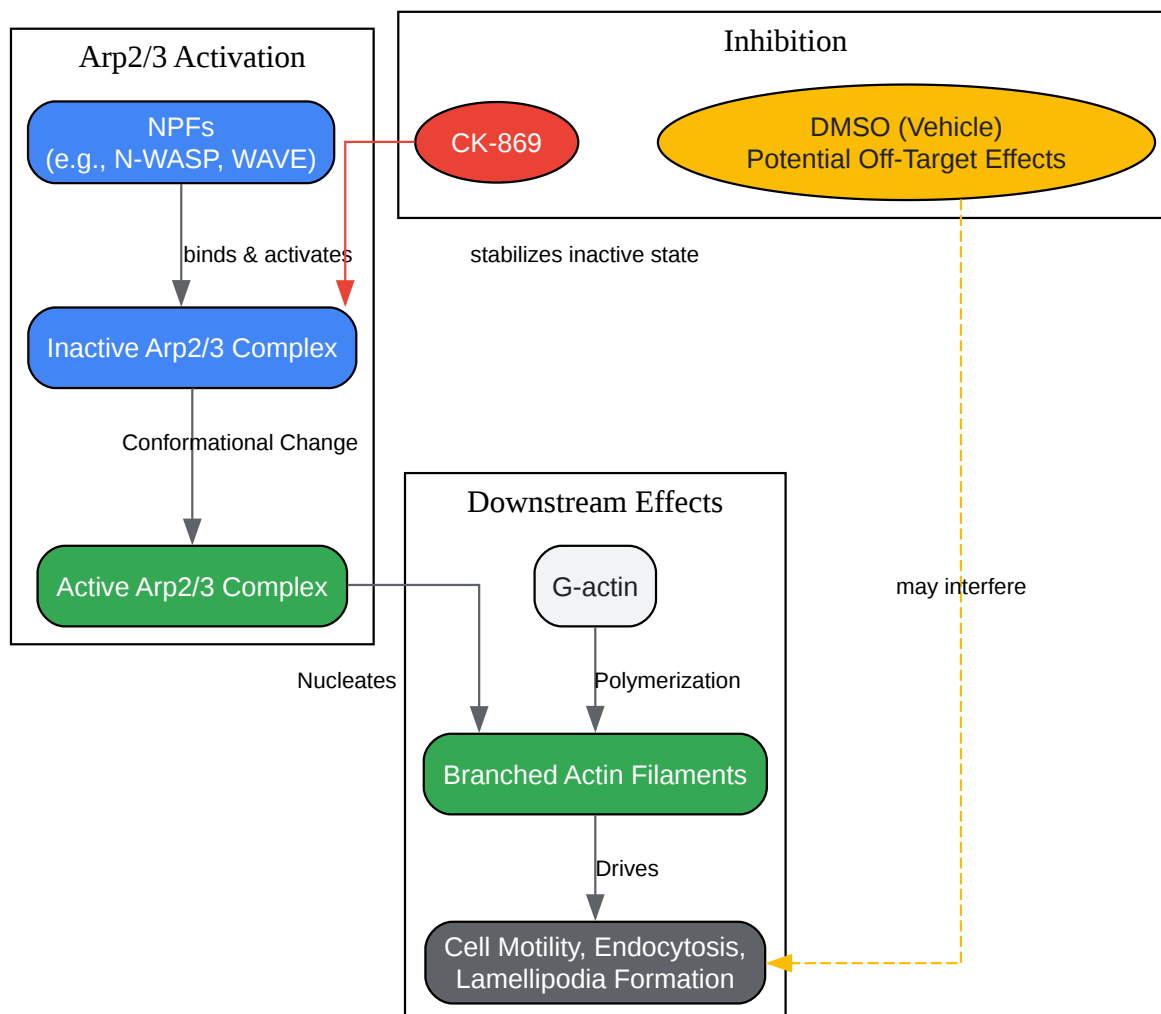 Arp2/3 Activation
NPFs
(e.g., N-WASP, WAVE)
binds & activates
Inactive Arp2/3 Complex
Conformational Change
Active Arp2/3 Complex
Inhibition
CK-869
DMSO (Vehicle)
Potential Off-Target Effects
stabilizes inactive state
may interfere
Nucleates
Downstream Effects
G-actin
Polymerization
Branched Actin Filaments
Drives
Cell Motility, Endocytosis,
Lamellipodia Formation